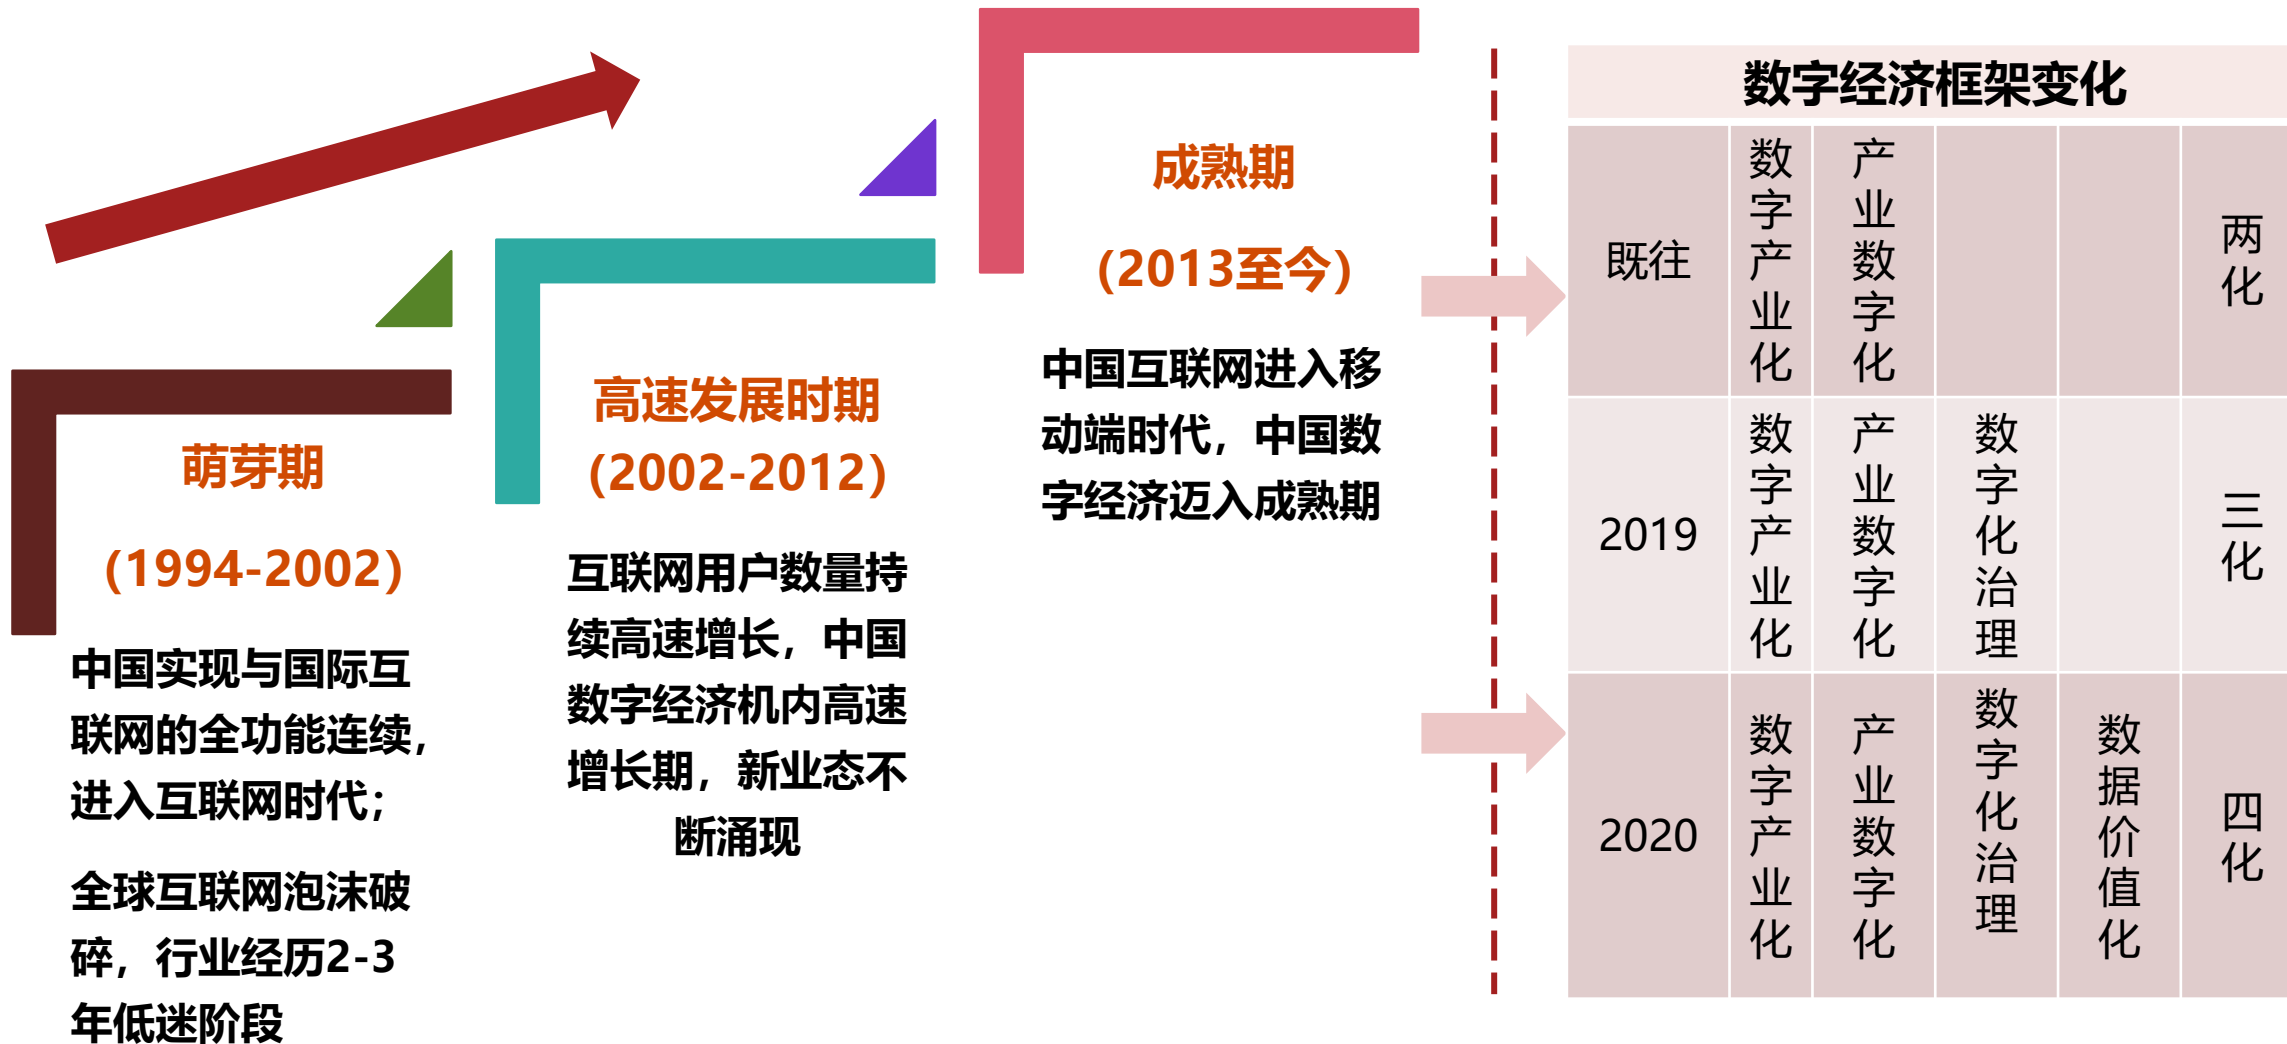 萌芽期
(1994-2002)
中国实现与国际互
联网的全功能连续，
进入互联网时代；
全球互联网泡沫破
碎，行业经历2-3
年低迷阶段
高速发展时期
(2002-2012)
互联网用户数量持
续高速增长，中国
数字经济机内高速
增长期，新业态不
断涌现
成熟期
(2013至今)
中国互联网进入移
动端时代，中国数
字经济迈入成熟期
数字经济框架变化
既往
数字产业化
产业数字化
两化
2019
数字产业化
产业数字化
数字化治理
三化
2020
数字产业化
产业数字化
数字化治理
数据价值化
四化